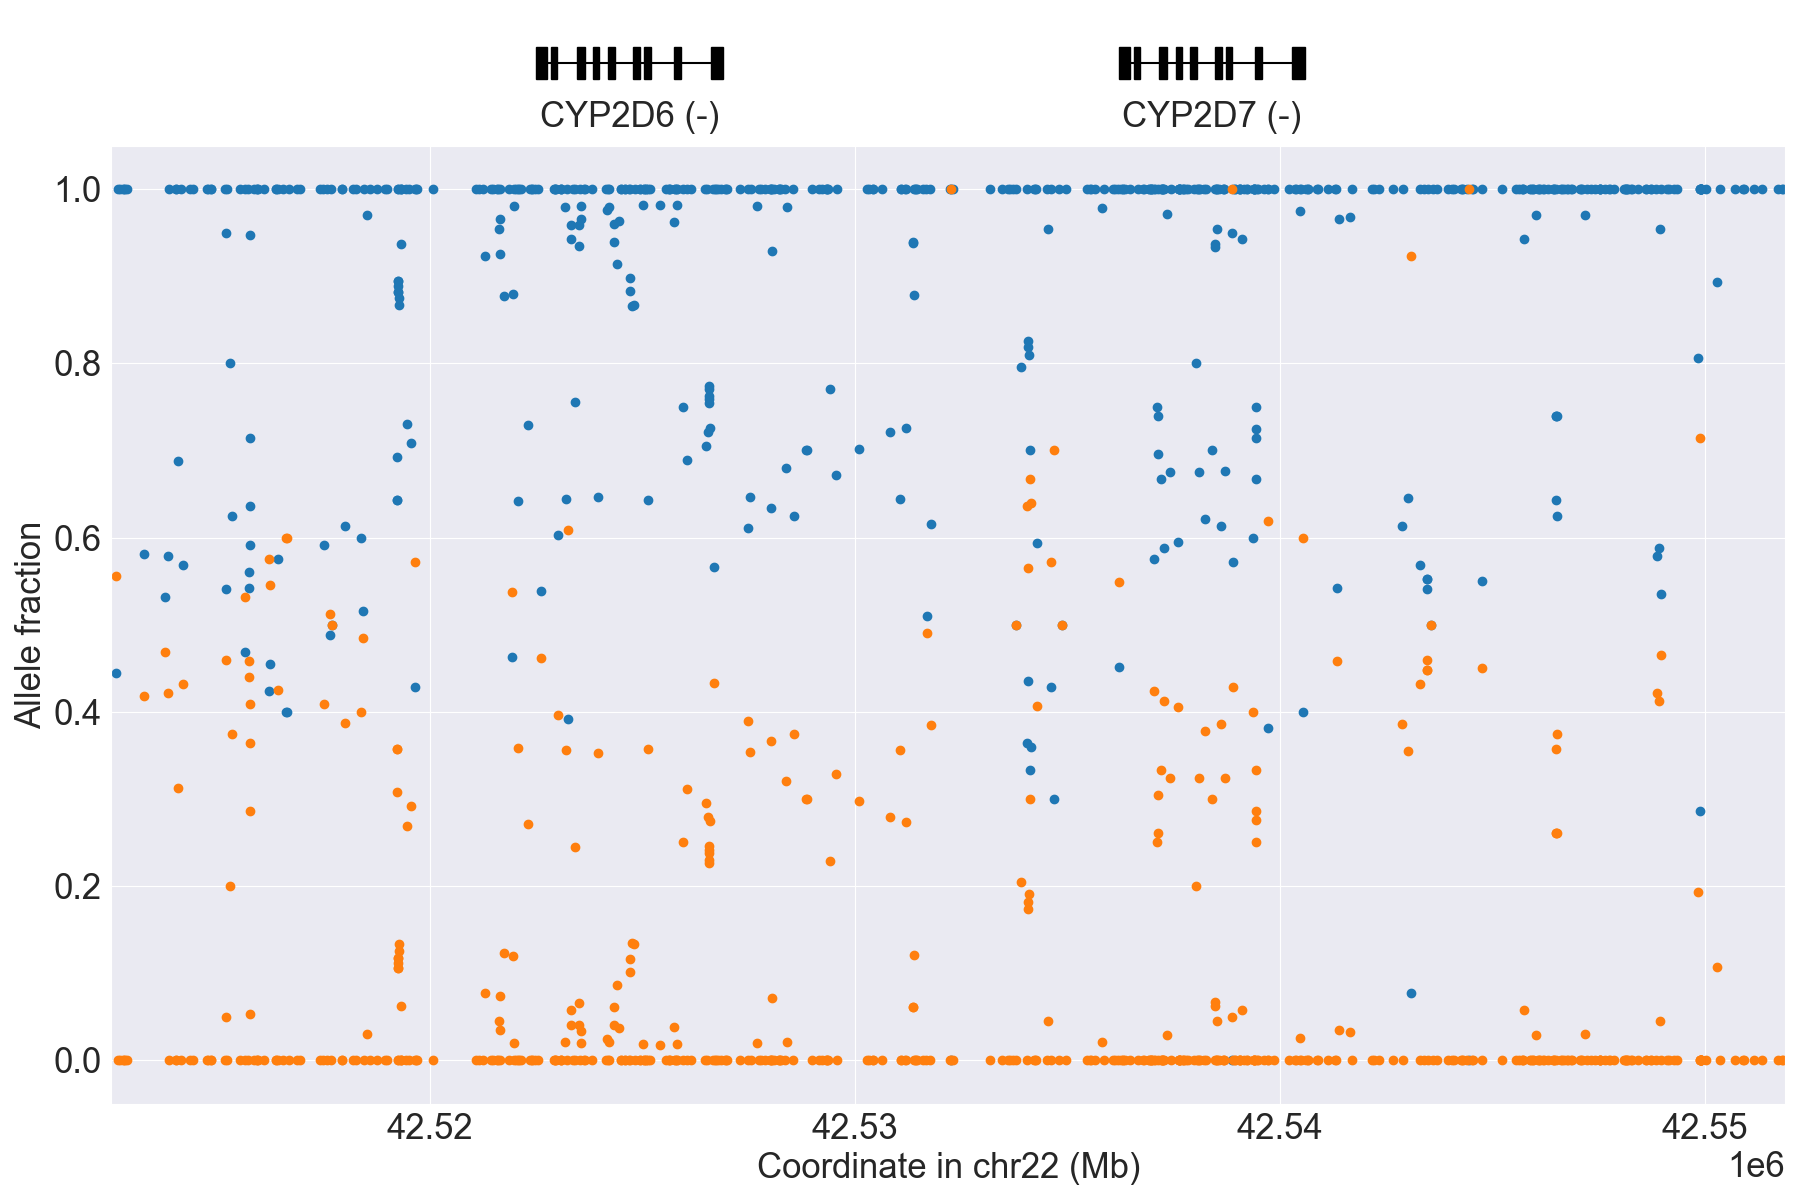 CYP2D6 (-) CYP2D7 (-)
1.0
0.8
0.6
0.4
0.2
0.0
Allele fraction
42.52 42.53 42.54 42.55
Coordinate in chr22 (Mb)
1e6